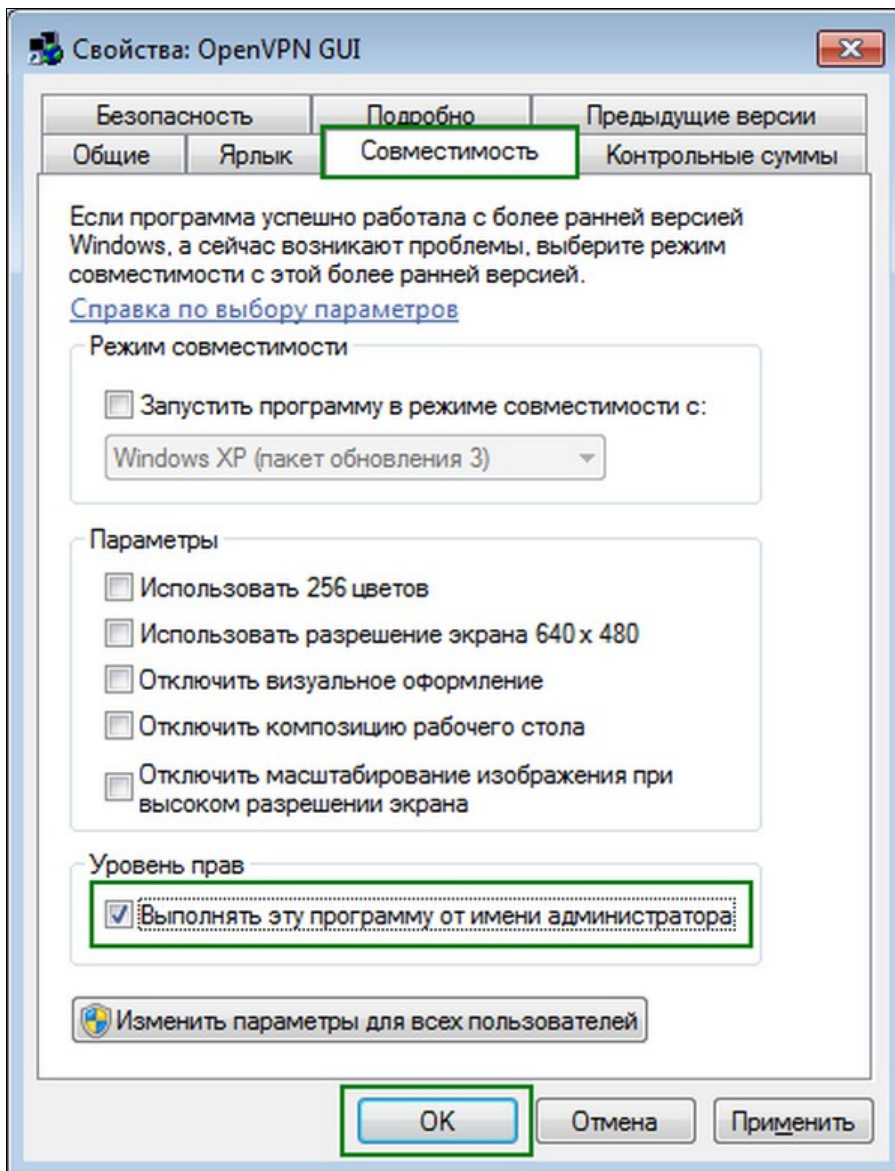 Свойства: OpenVPN GUI
Безопасность Подробно Предыдущие версии
Общие Ярлык Совместимость Контрольные суммы
Если программа успешно работала с более ранней версией
Windows, а сейчас возникают проблемы, выберите режим
совместимости с этой более ранней версией.
Справка по выбору параметров
Режим совместимости
Запустить программу в режиме совместимости с:
Windows XP (пакет обновления 3)
Параметры
Использовать 256 цветов
Использовать разрешение экрана 640 x 480
Отключить визуальное оформление
Отключить композицию рабочего стола
Отключить масштабирование изображения при
высоком разрешении экрана
Уровень прав
Выполнять эту программу от имени администратора
Изменить параметры для всех пользователей
OK Отмена Применить